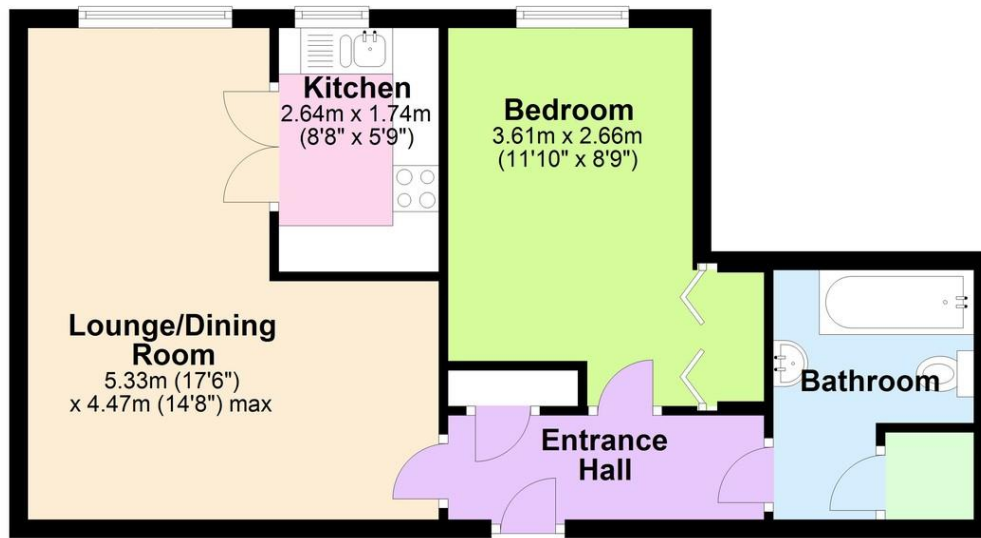 Kitchen
2.64m x 1.74m
(8'8" x 5'9")
Bedroom
3.61m x 2.66m
(11'10" x 8'9")
Lounge/Dining
Room
5.33m (17'6")
x 4.47m (14'8") max
Bathroom
Entrance
Hall